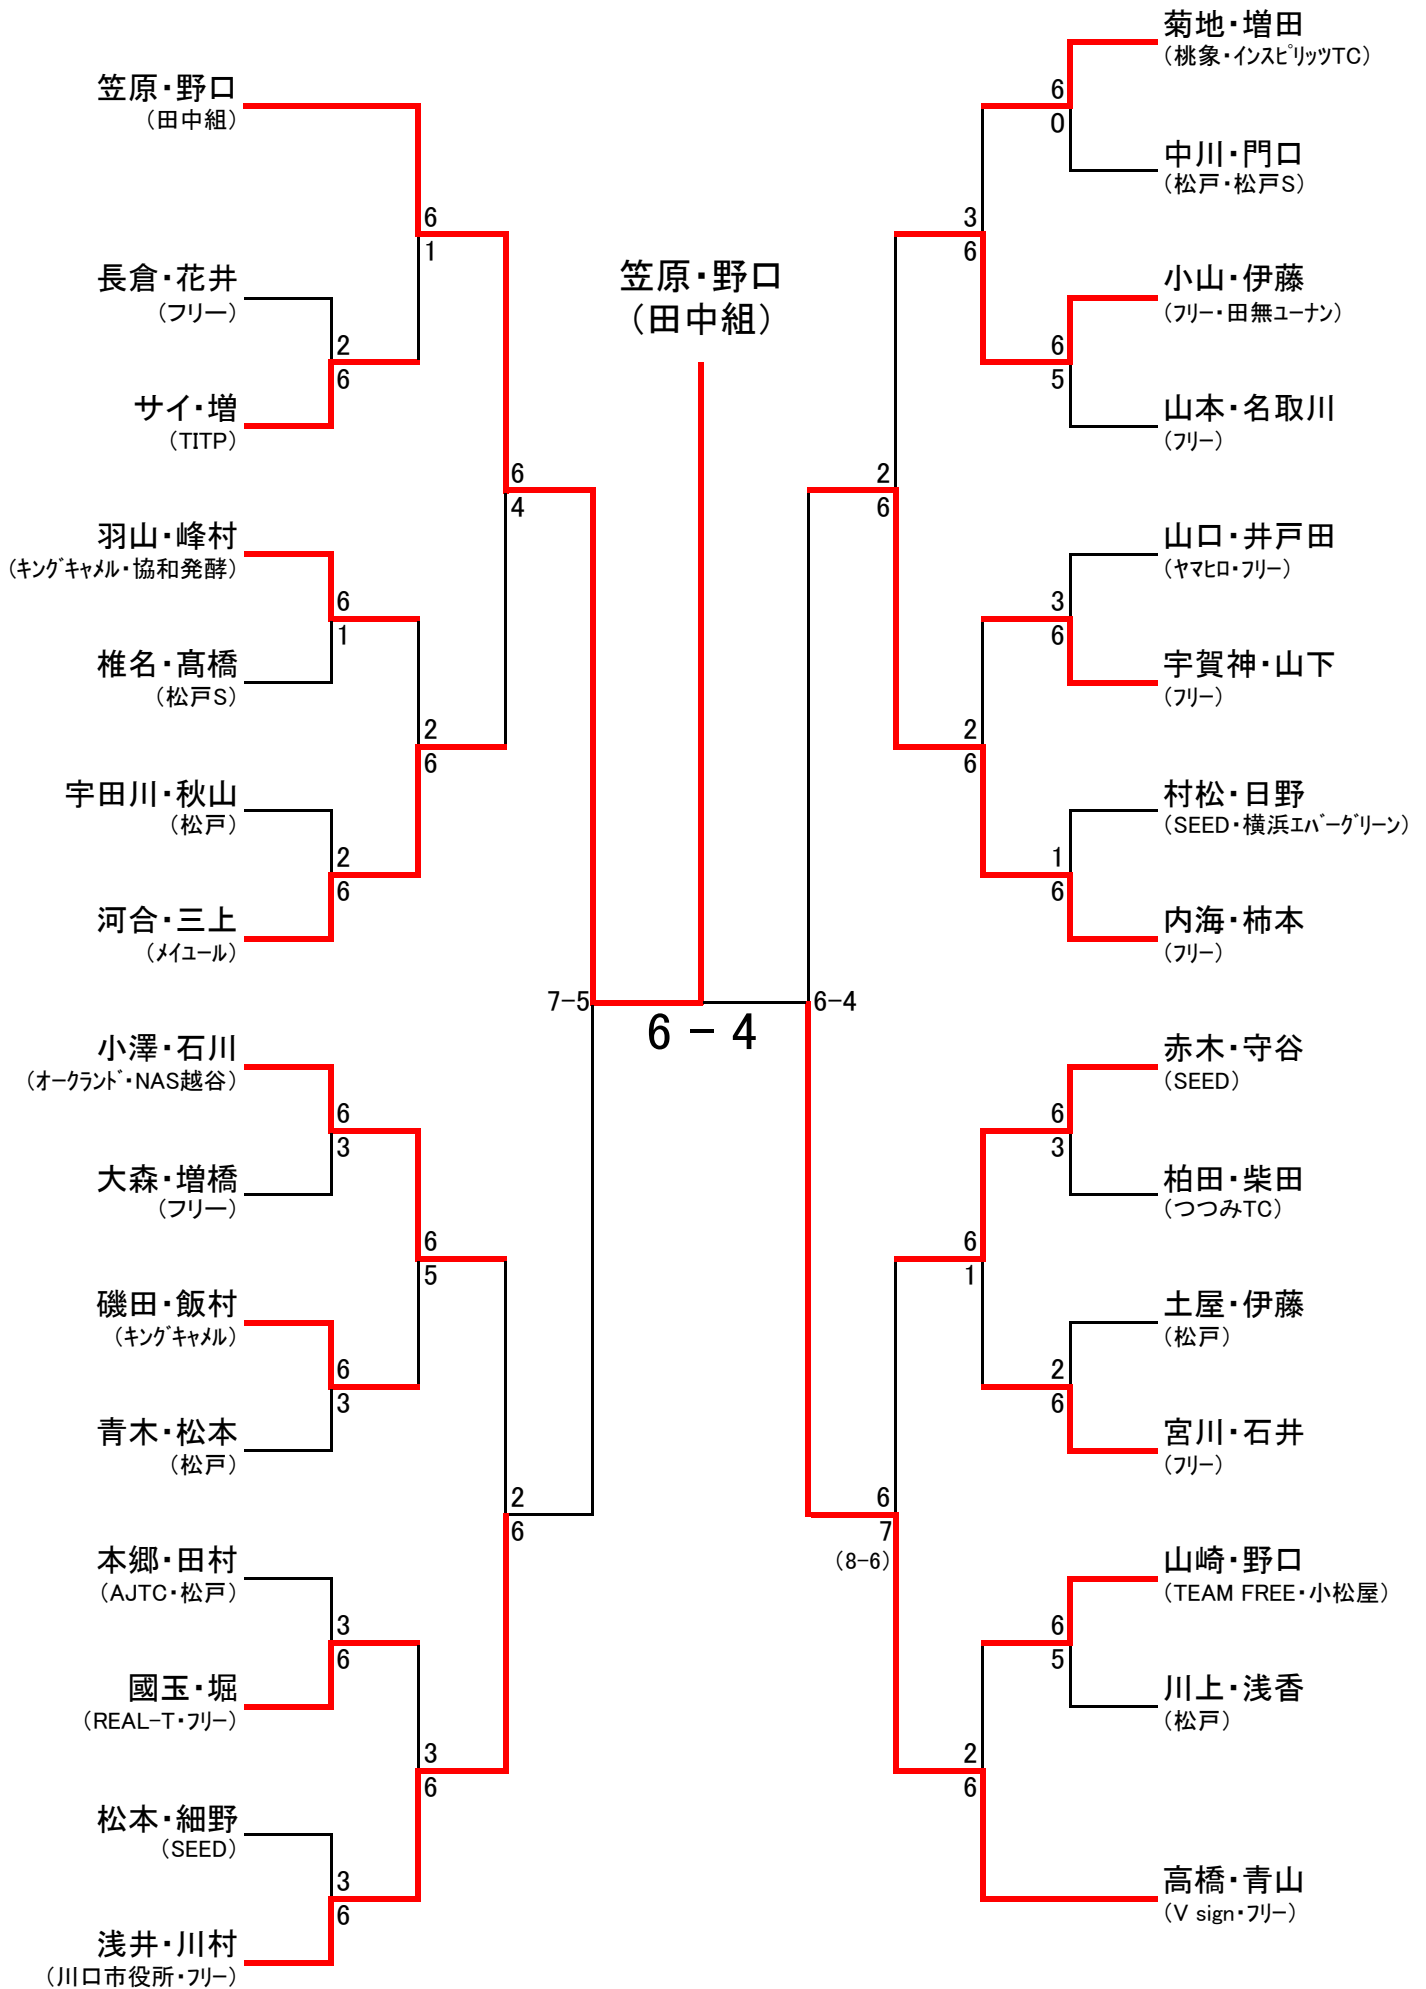 笠原・野口
(田中組)
6
1
長倉・花井
(フリー)
2
6
サイ・増
(TITP)
6
4
羽山・峰村
(キングキャメル・協和発酵)
6
1
椎名・髙橋
(松戸S)
2
6
宇田川・秋山
(松戸)
2
6
河合・三上
(メイユール)
7-5
小澤・石川
(オークランド・NAS越谷)
6
3
大森・増橋
(フリー)
6
5
磯田・飯村
(キングキャメル)
6
3
青木・松本
(松戸)
2
6
本郷・田村
(AJTC・松戸)
3
6
國玉・堀
(REAL-T・フリー)
3
6
松本・細野
(SEED)
3
6
浅井・川村
(川口市役所・フリー)
笠原・野口
(田中組)
6 - 4
菊地・増田
(桃象・インスピリッツTC)
6
0
中川・門口
(松戸・松戸S)
3
6
小山・伊藤
(フリー・田無ユーナン)
6
5
山本・名取川
(フリー)
2
6
山口・井戸田
(ヤマヒロ・フリー)
3
6
宇賀神・山下
(フリー)
2
6
村松・日野
(SEED・横浜エバーグリーン)
1
6
内海・柿本
(フリー)
6-4
赤木・守谷
(SEED)
6
3
柏田・柴田
(つつみTC)
6
1
土屋・伊藤
(松戸)
2
6
宮川・石井
(フリー)
6
7
(8-6)
山崎・野口
(TEAM FREE・小松屋)
6
5
川上・浅香
(松戸)
2
6
高橋・青山
(V sign・フリー)